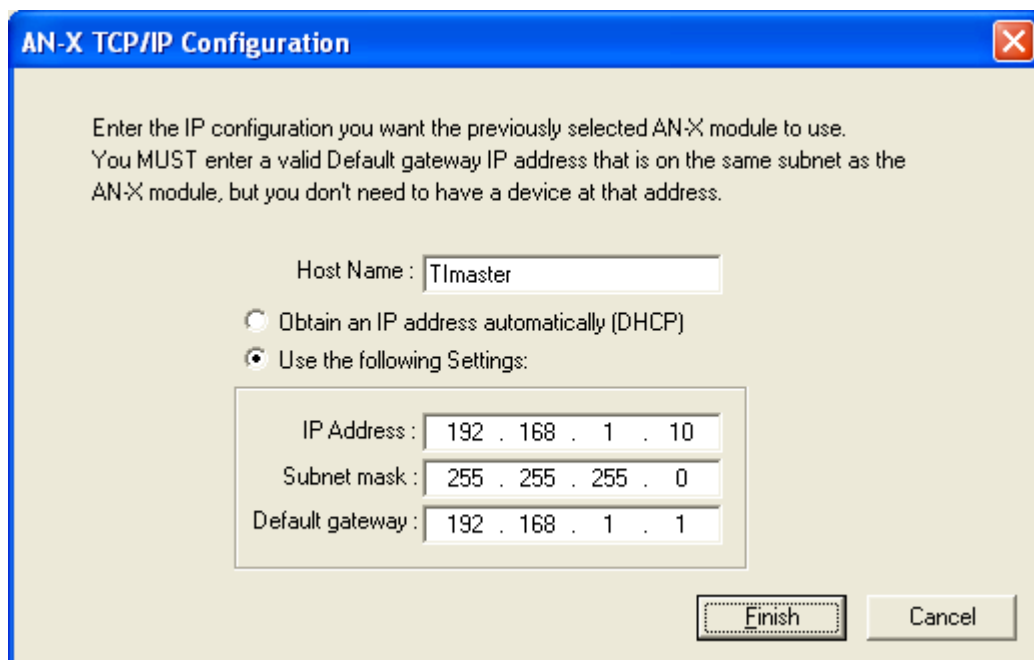 AN-X TCP/IP Configuration
Enter the IP configuration you want the previously selected AN-X module to use.
You MUST enter a valid Default gateway IP address that is on the same subnet as the
AN-X module, but you don't need to have a device at that address.
Host Name : TImaster
Obtain an IP address automatically (DHCP)
Use the following Settings:
IP Address : 192 . 168 . 1 . 10
Subnet mask : 255 . 255 . 255 . 0
Default gateway : 192 . 168 . 1 . 1
Finish Cancel